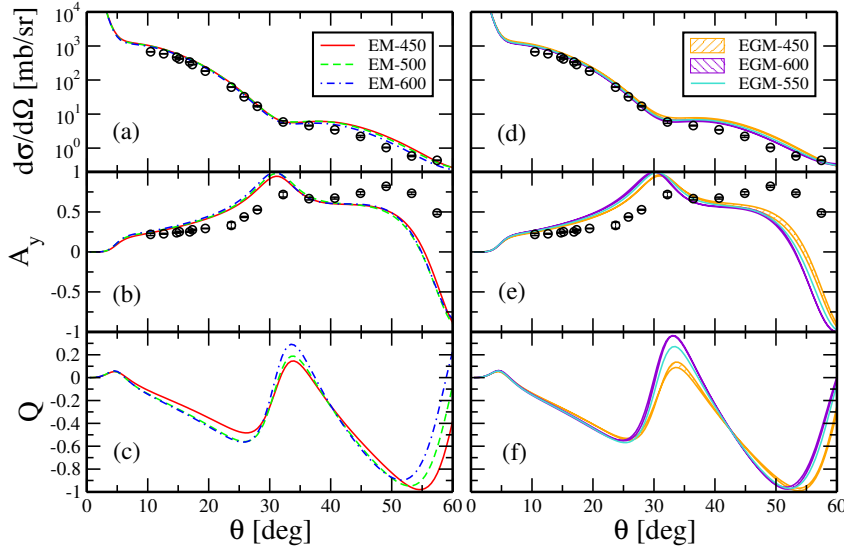 dσ/dΩ [mb/sr]
10^4
10^3
10^2
10^1
10^0
EM-450
EM-500
EM-600
(a)
EGM-450
EGM-600
EGM-550
(d)
A_y
1
0.5
0
-0.5
-1
(b)
(e)
Q
0.2
0
-0.2
-0.4
-0.6
-0.8
-1
(c)
(f)
0 10 20 30 40 50 60
0 10 20 30 40 50 60
θ [deg]
θ [deg]